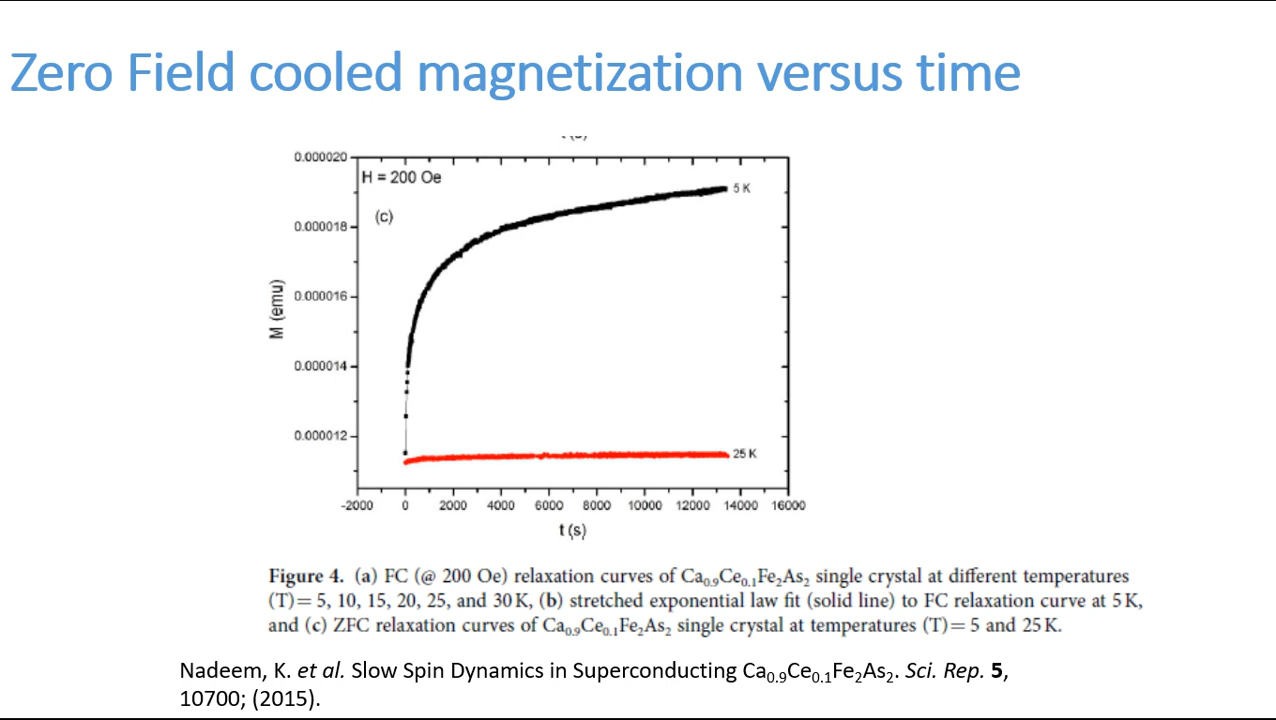 Zero Field cooled magnetization versus time
0.000020
H = 200 Oe
5 K
(c)
0.000018
M (emu)
0.000016
0.000014
0.000012
25 K
-2000 0 2000 4000 6000 8000 10000 12000 14000 16000
t (s)
Figure 4. (a) FC (@ 200 Oe) relaxation curves of Ca₀.₉Ce₀.₁Fe₂As₂ single crystal at different temperatures
(T)= 5, 10, 15, 20, 25, and 30 K, (b) stretched exponential law fit (solid line) to FC relaxation curve at 5 K,
and (c) ZFC relaxation curves of Ca₀.₉Ce₀.₁Fe₂As₂ single crystal at temperatures (T)= 5 and 25 K.
Nadeem, K. et al. Slow Spin Dynamics in Superconducting Ca₀.₉Ce₀.₁Fe₂As₂. Sci. Rep. 5,
10700; (2015).